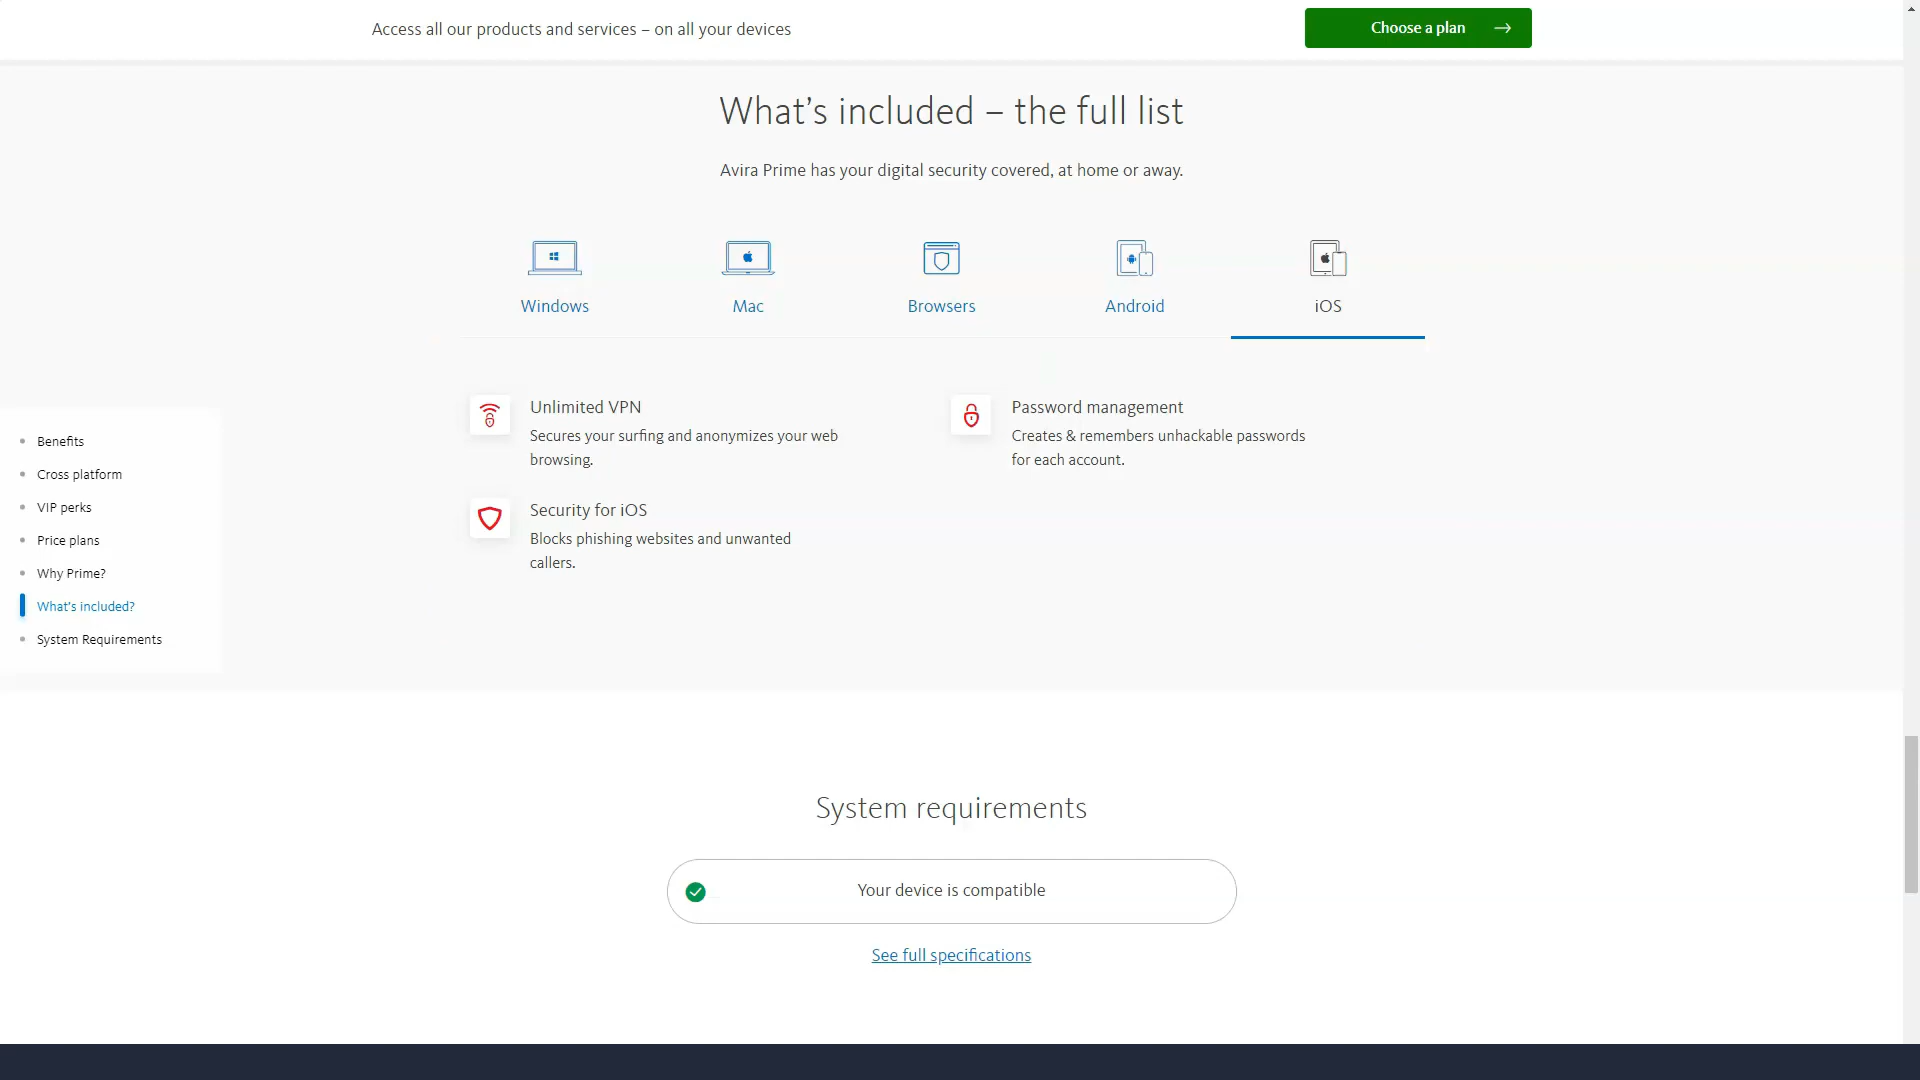 Access all our products and services – on all your devices
Choose a plan
What's included – the full list
Avira Prime has your digital security covered, at home or away.
Windows
Mac
Browsers
Android
iOS
Unlimited VPN
Secures your surfing and anonymizes your web
browsing.
Password management
Creates & remembers unhackable passwords
for each account.
Security for iOS
Blocks phishing websites and unwanted
callers.
Benefits
Cross platform
VIP perks
Price plans
Why Prime?
What's included?
System Requirements
System requirements
Your device is compatible
See full specifications